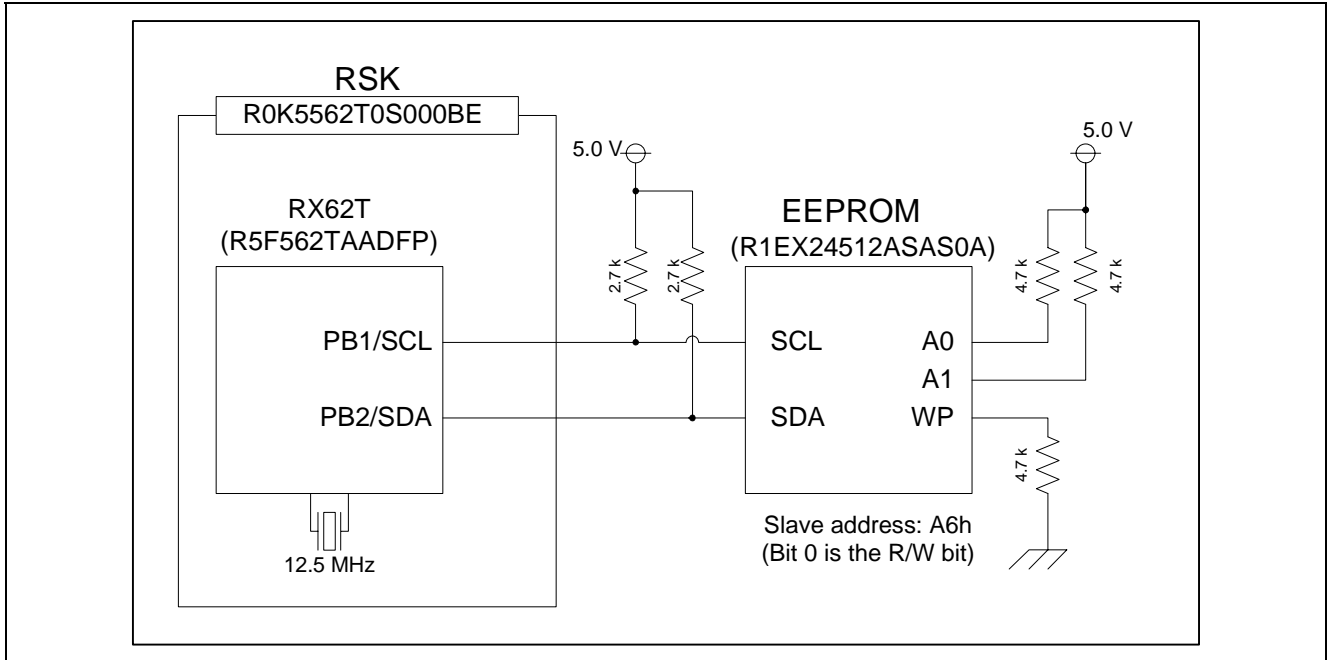 RSK
R0K5562T0S000BE
RX62T
(R5F562TAADFP)
PB1/SCL
PB2/SDA
12.5 MHz
5.0 V
2.7 k
2.7 k
EEPROM
(R1EX24512ASAS0A)
SCL
SDA
A0
A1
WP
5.0 V
4.7 k
4.7 k
4.7 k
Slave address: A6h
(Bit 0 is the R/W bit)